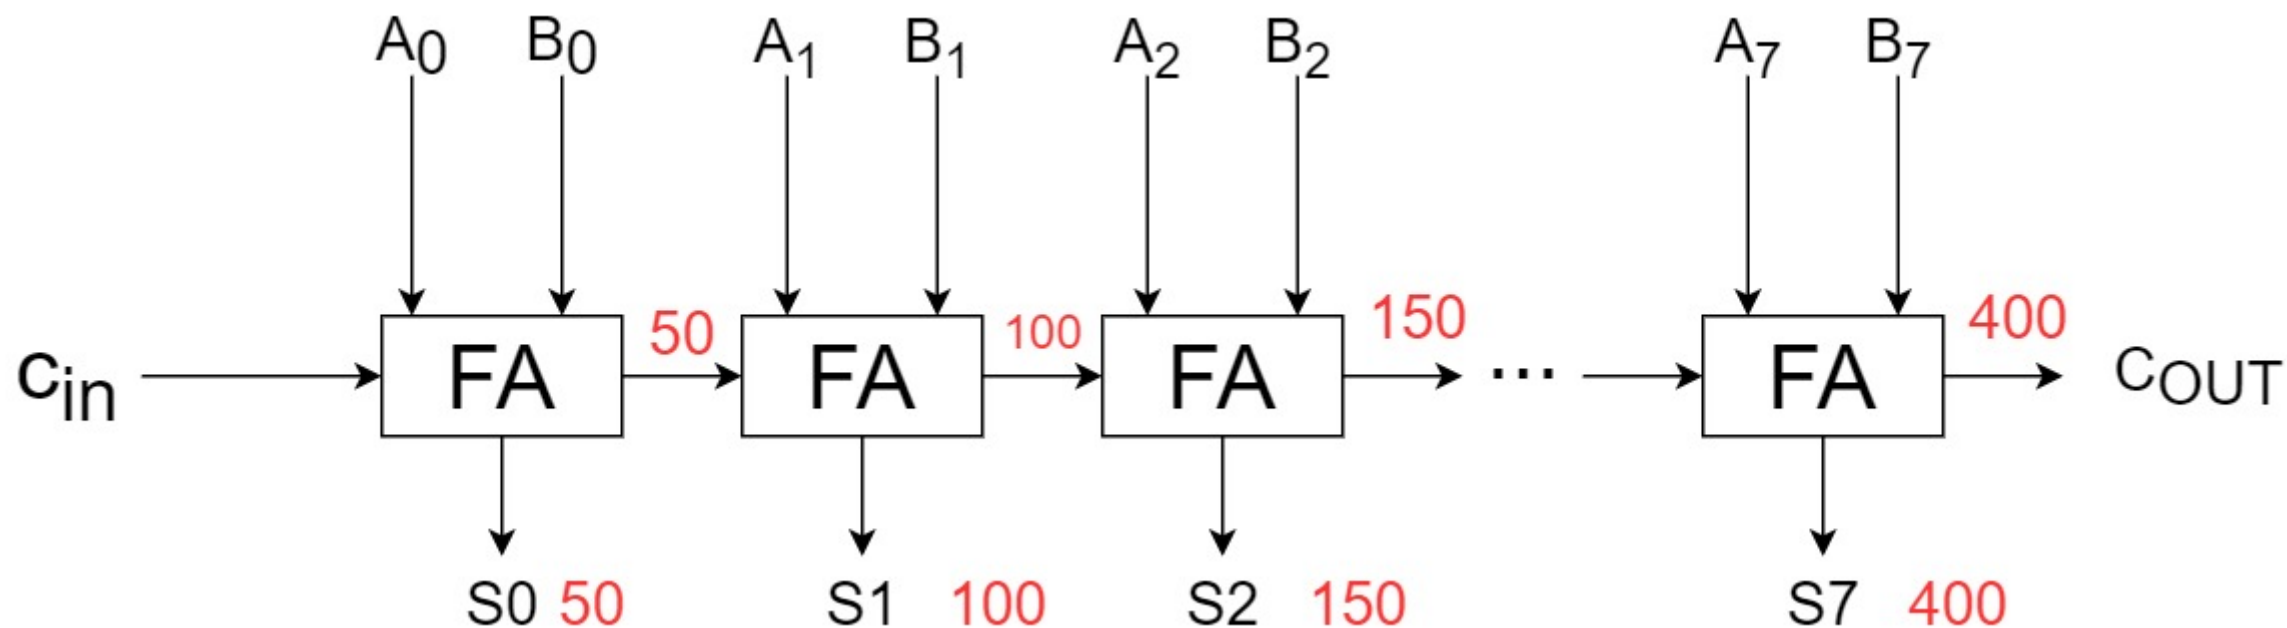 A0 B0 A1 B1 A2 B2 A7 B7
50 100 150 400
Cin FA FA FA ... FA COUT
S0 50 S1 100 S2 150 S7 400